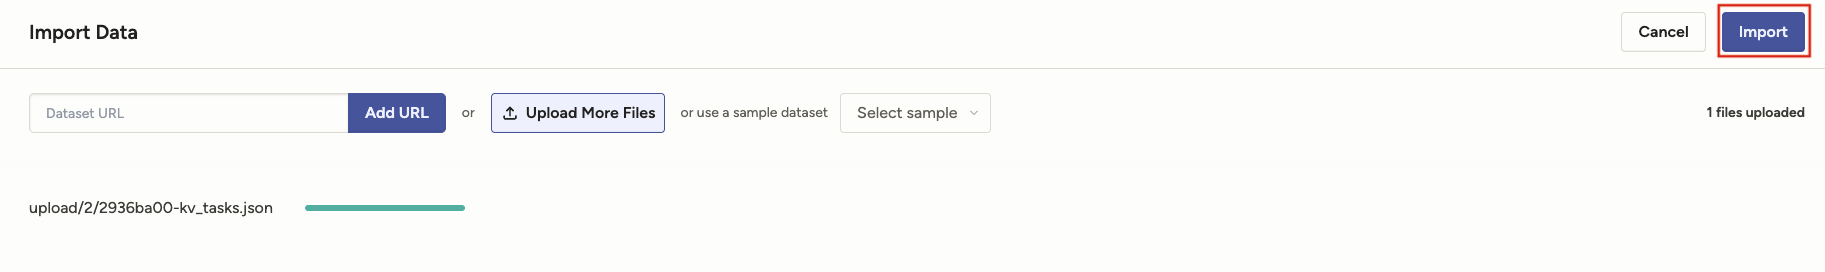 Import Data
Cancel
Import
Dataset URL
Add URL
or
Upload More Files
or use a sample dataset
Select sample
1 files uploaded
upload/2/2936ba00-kv_tasks.json